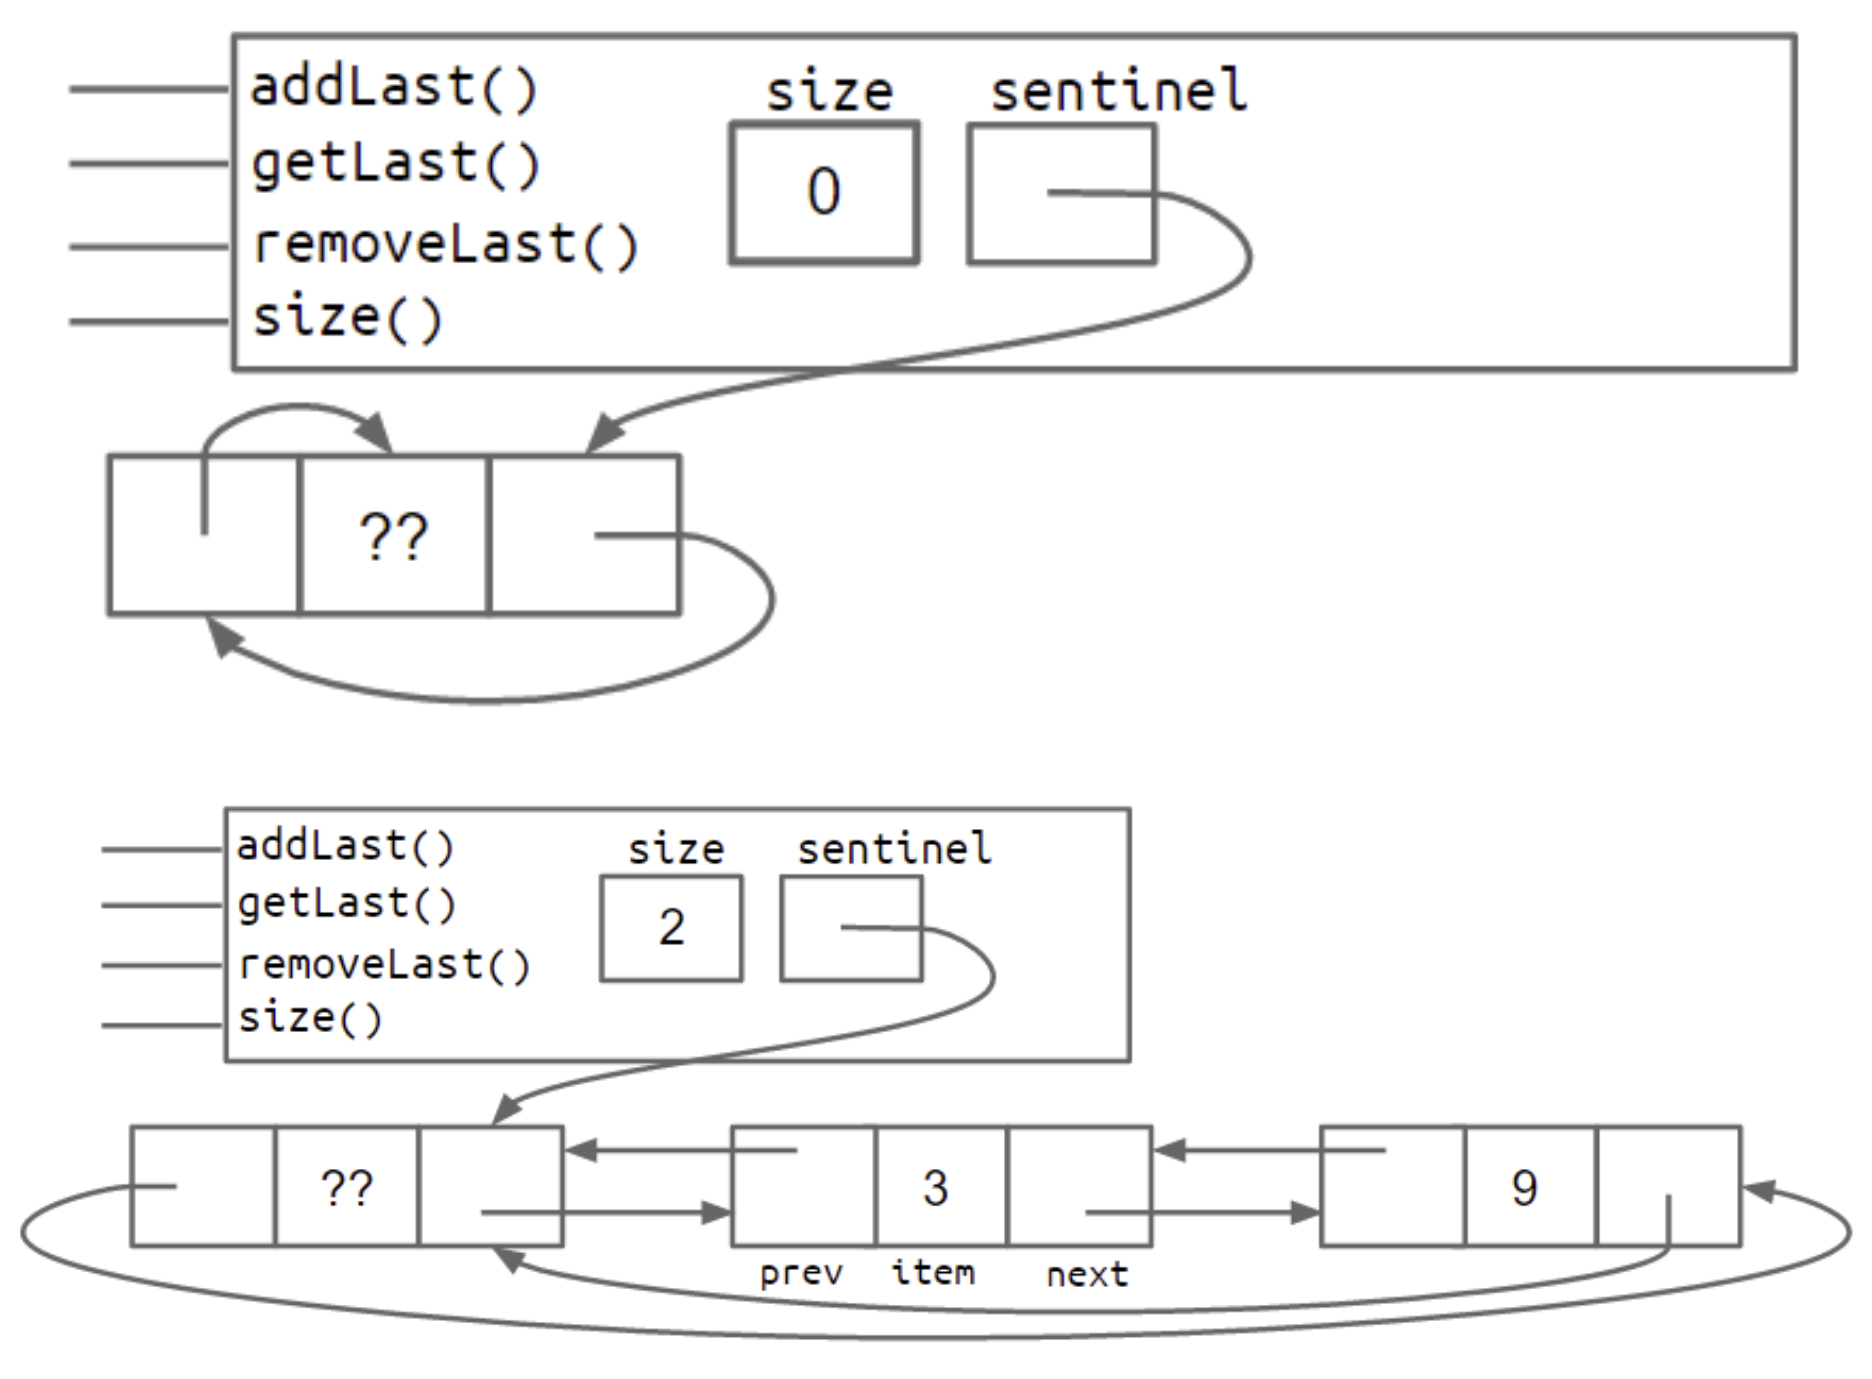 addLast() size sentinel
getLast() 0
removeLast()
size()
??
addLast() size sentinel
getLast() 2
removeLast()
size()
?? 3 9
prev item next